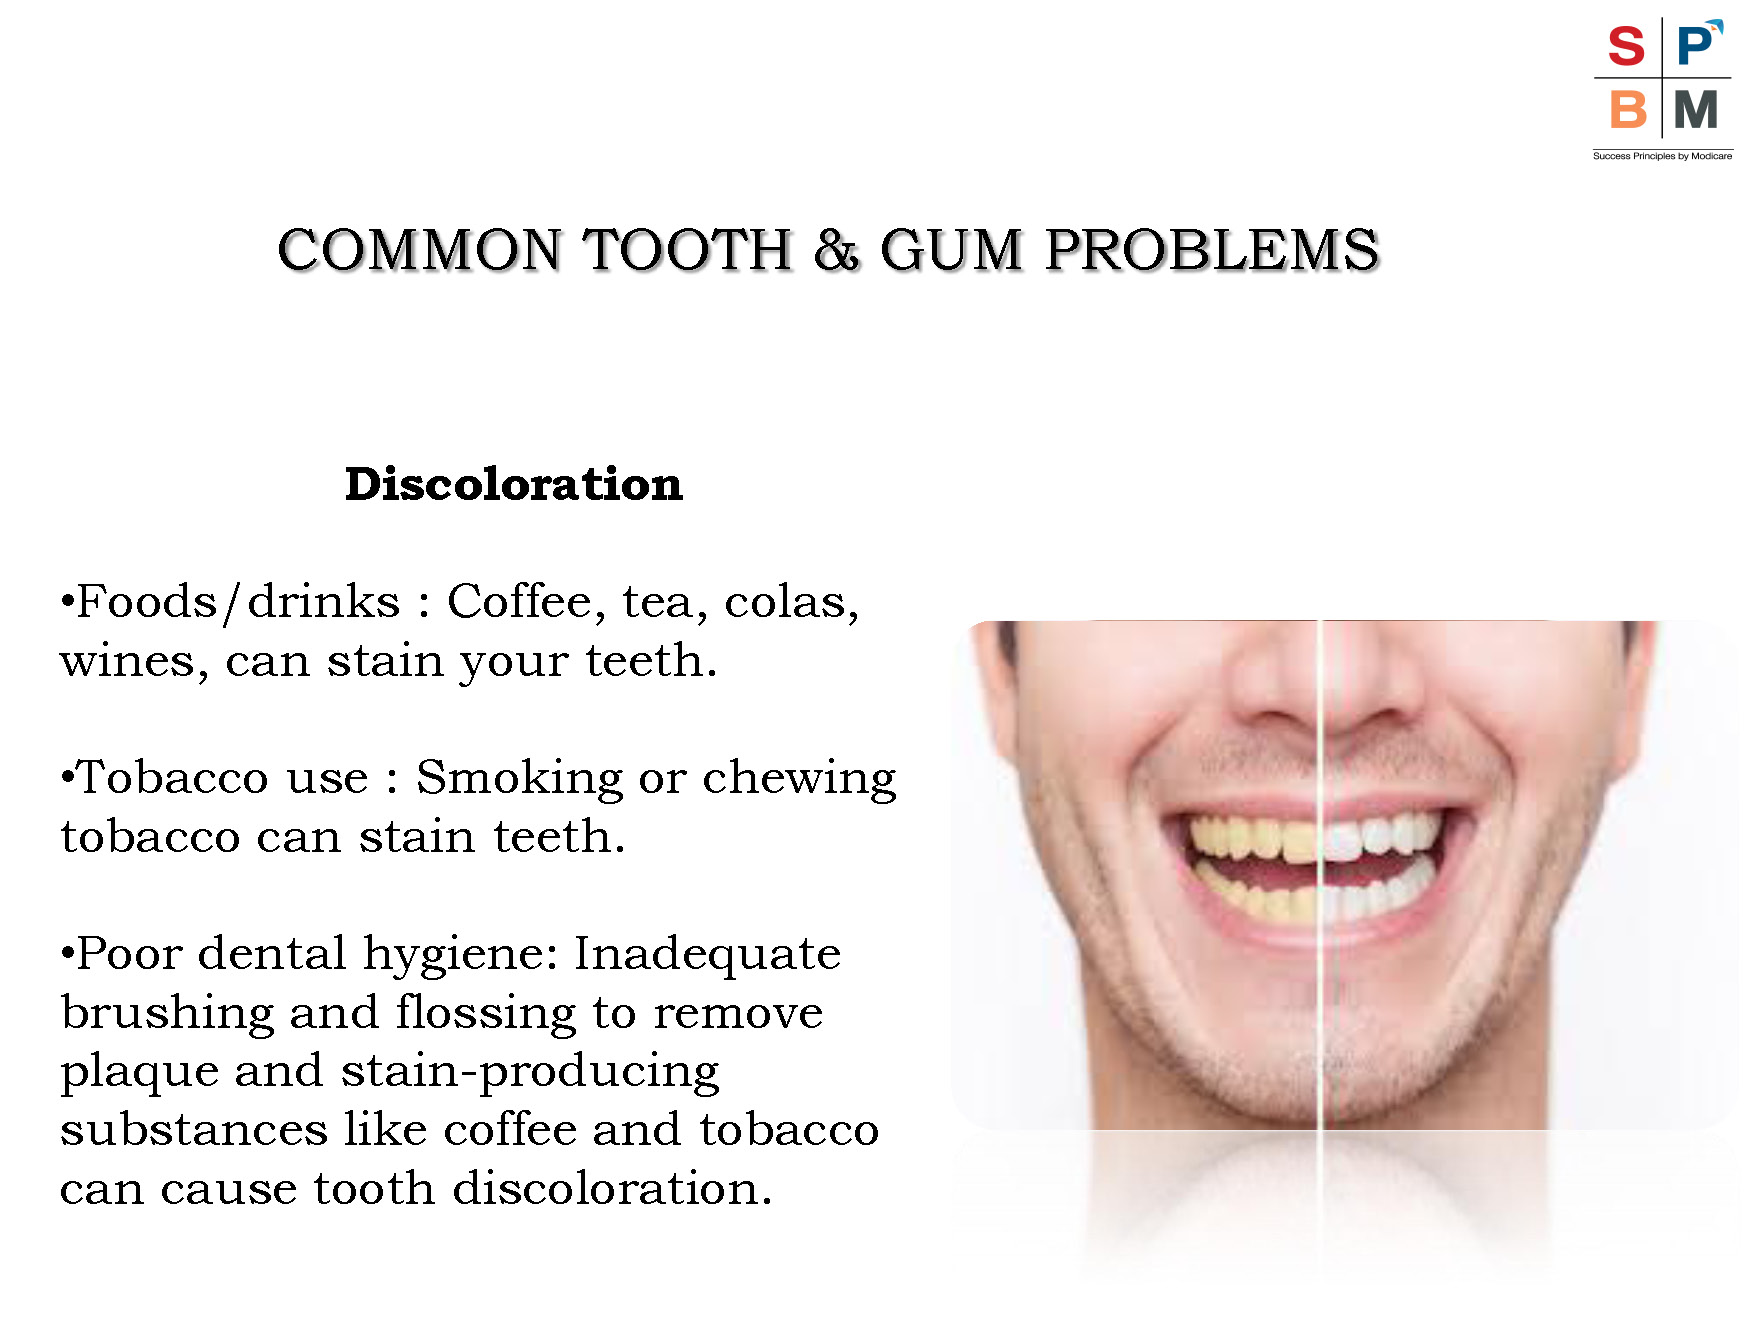 S P
B M
Success Principles by Modicare
COMMON TOOTH & GUM PROBLEMS
Discoloration
•Foods/drinks : Coffee, tea, colas,
wines, can stain your teeth.
•Tobacco use : Smoking or chewing
tobacco can stain teeth.
•Poor dental hygiene: Inadequate
brushing and flossing to remove
plaque and stain-producing
substances like coffee and tobacco
can cause tooth discoloration.